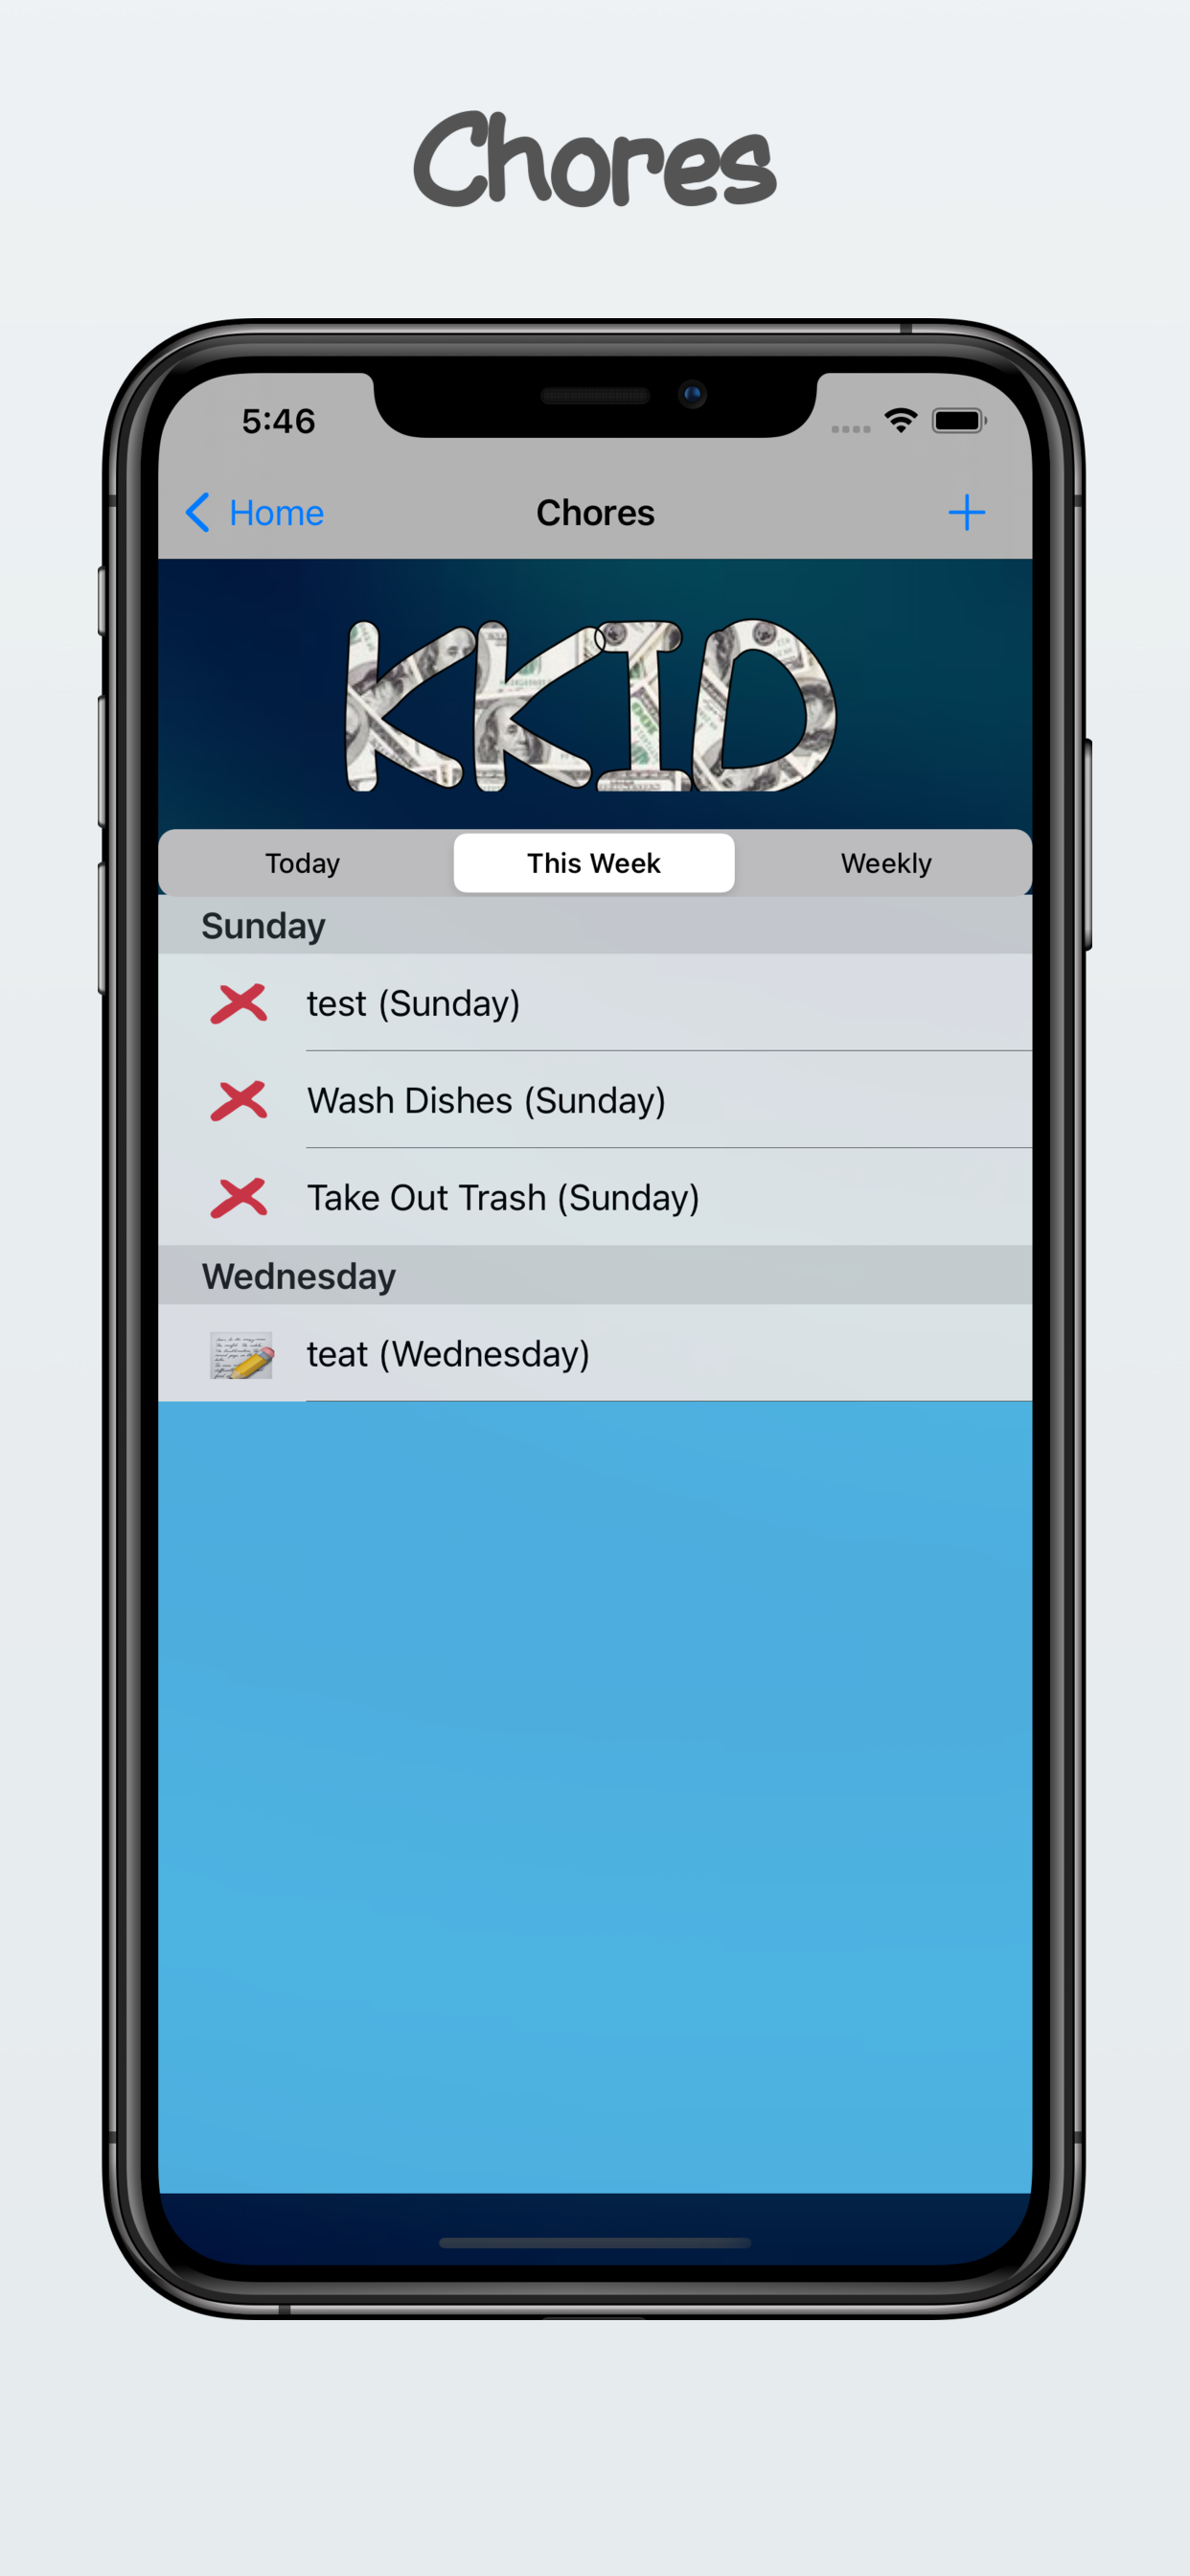 Chores
5:46
Home
Chores
KKID
Today
This Week
Weekly
Sunday
test (Sunday)
Wash Dishes (Sunday)
Take Out Trash (Sunday)
Wednesday
teat (Wednesday)